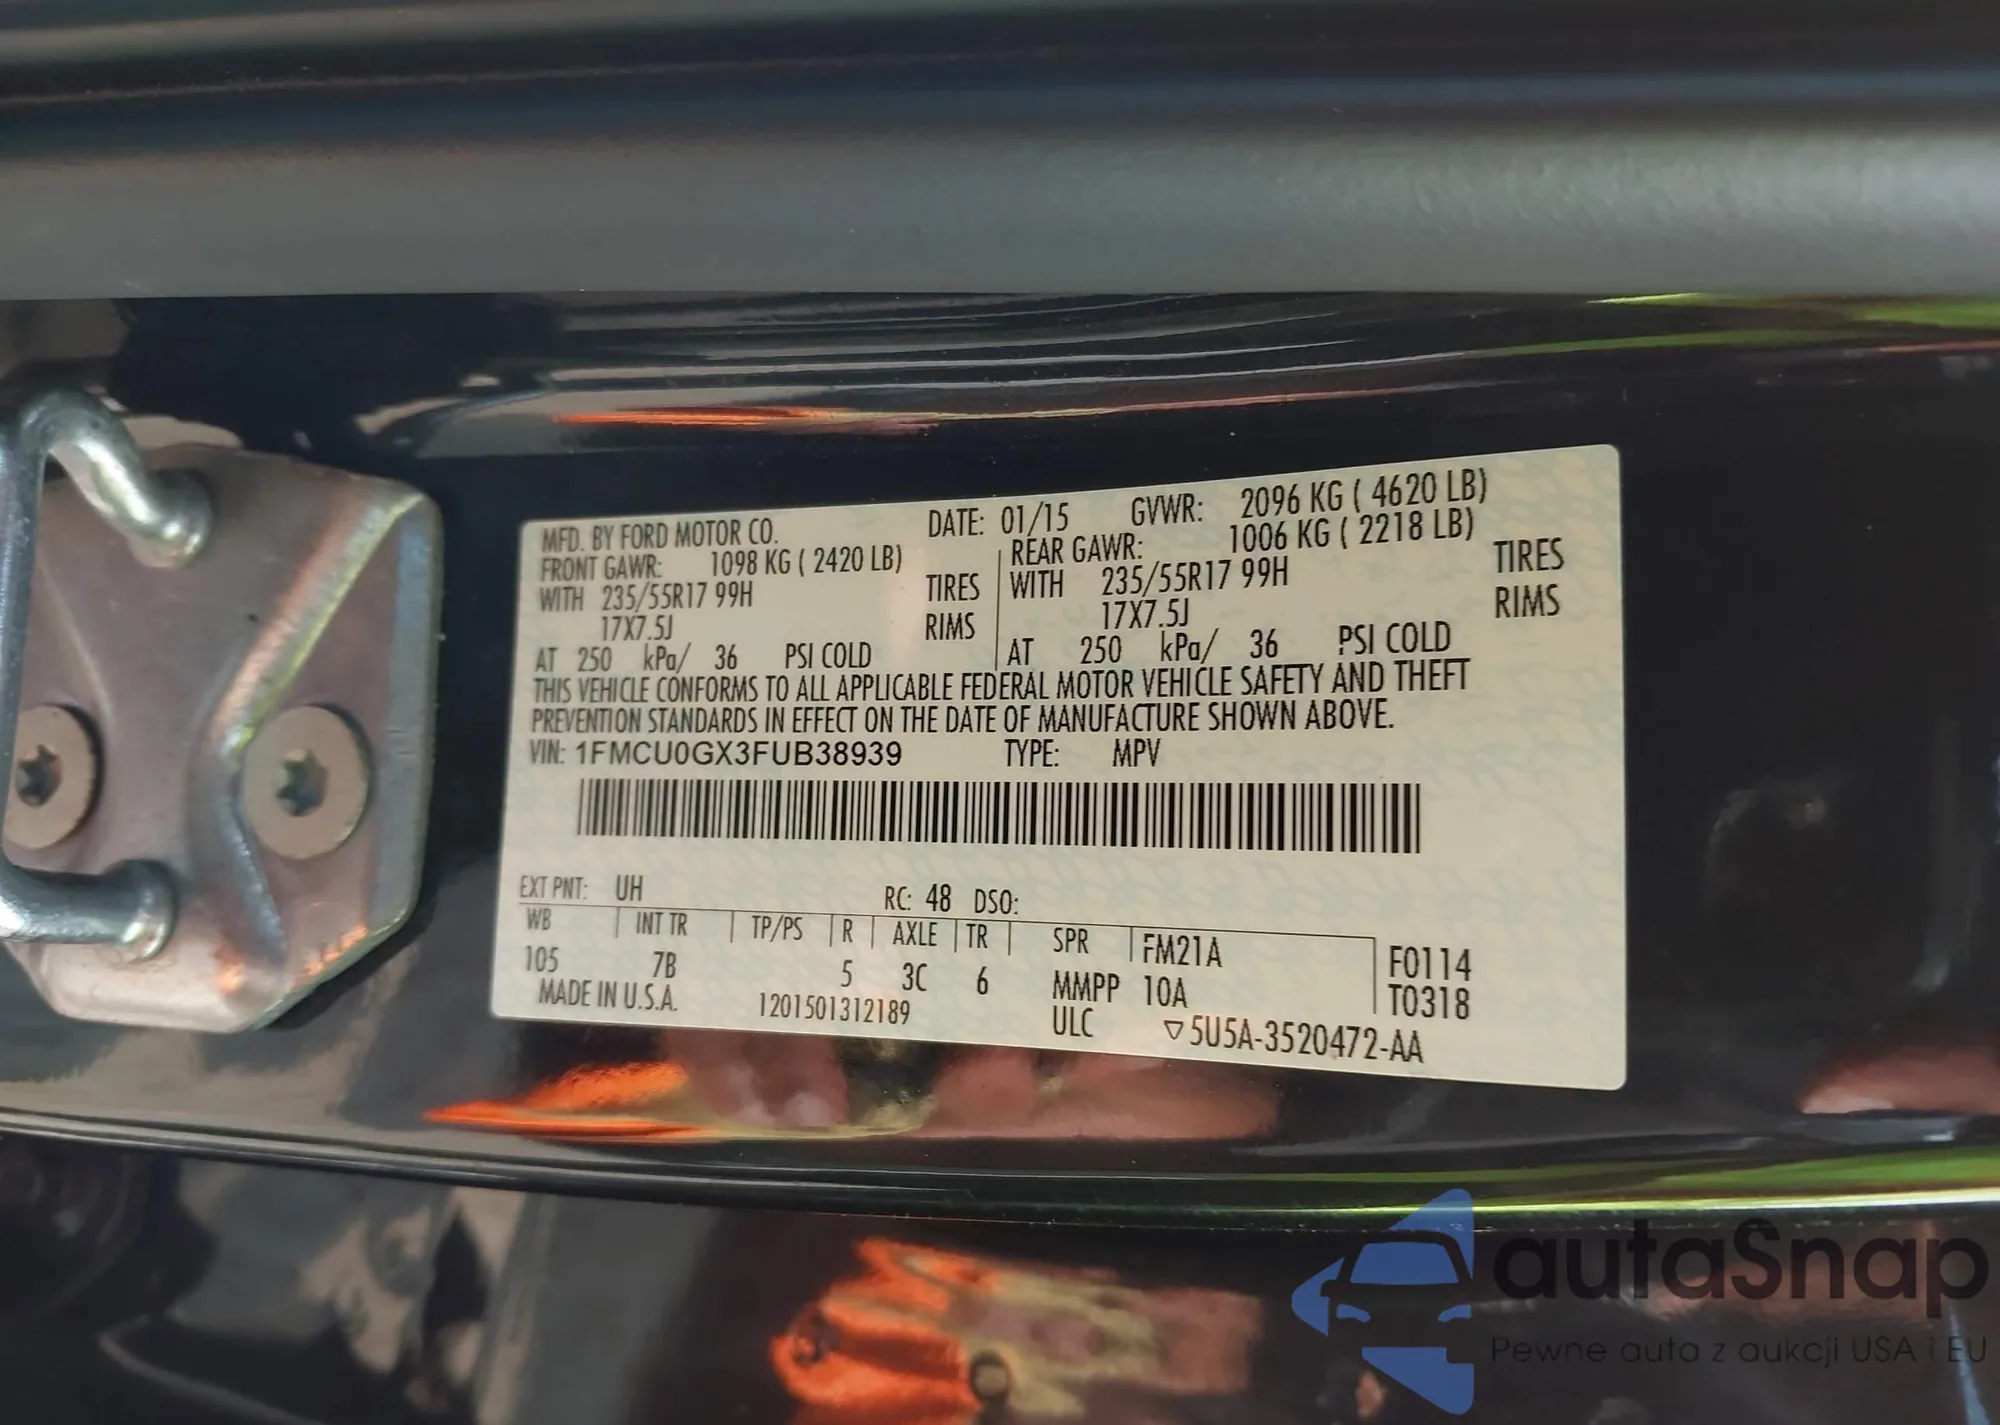 MFD. BY FORD MOTOR CO. DATE: 01/15 GVWR: 2096 KG ( 4620 LB)
FRONT GAWR: 1098 KG ( 2420 LB) REAR GAWR: 1006 KG ( 2218 LB)
WITH 235/55R17 99H TIRES WITH 235/55R17 99H TIRES
17X7.5J RIMS 17X7.5J RIMS
AT 250 kPa/ 36 PSI COLD AT 250 kPa/ 36 PSI COLD
THIS VEHICLE CONFORMS TO ALL APPLICABLE FEDERAL MOTOR VEHICLE SAFETY AND THEFT
PREVENTION STANDARDS IN EFFECT ON THE DATE OF MANUFACTURE SHOWN ABOVE.
VIN: 1FMCU0GX3FUB38939 TYPE: MPV
EXT PNT: UH RC: 48 DSO:
WB INT TR TP/PS R AXLE TR SPR FM21A F0114
105 7B 5 3C 6 MMPP 10A T0318
MADE IN U.S.A. 1201501312189 ULC ▽5U5A-3520472-AA
autaSnap
Pewne auta z aukcji USA i EU